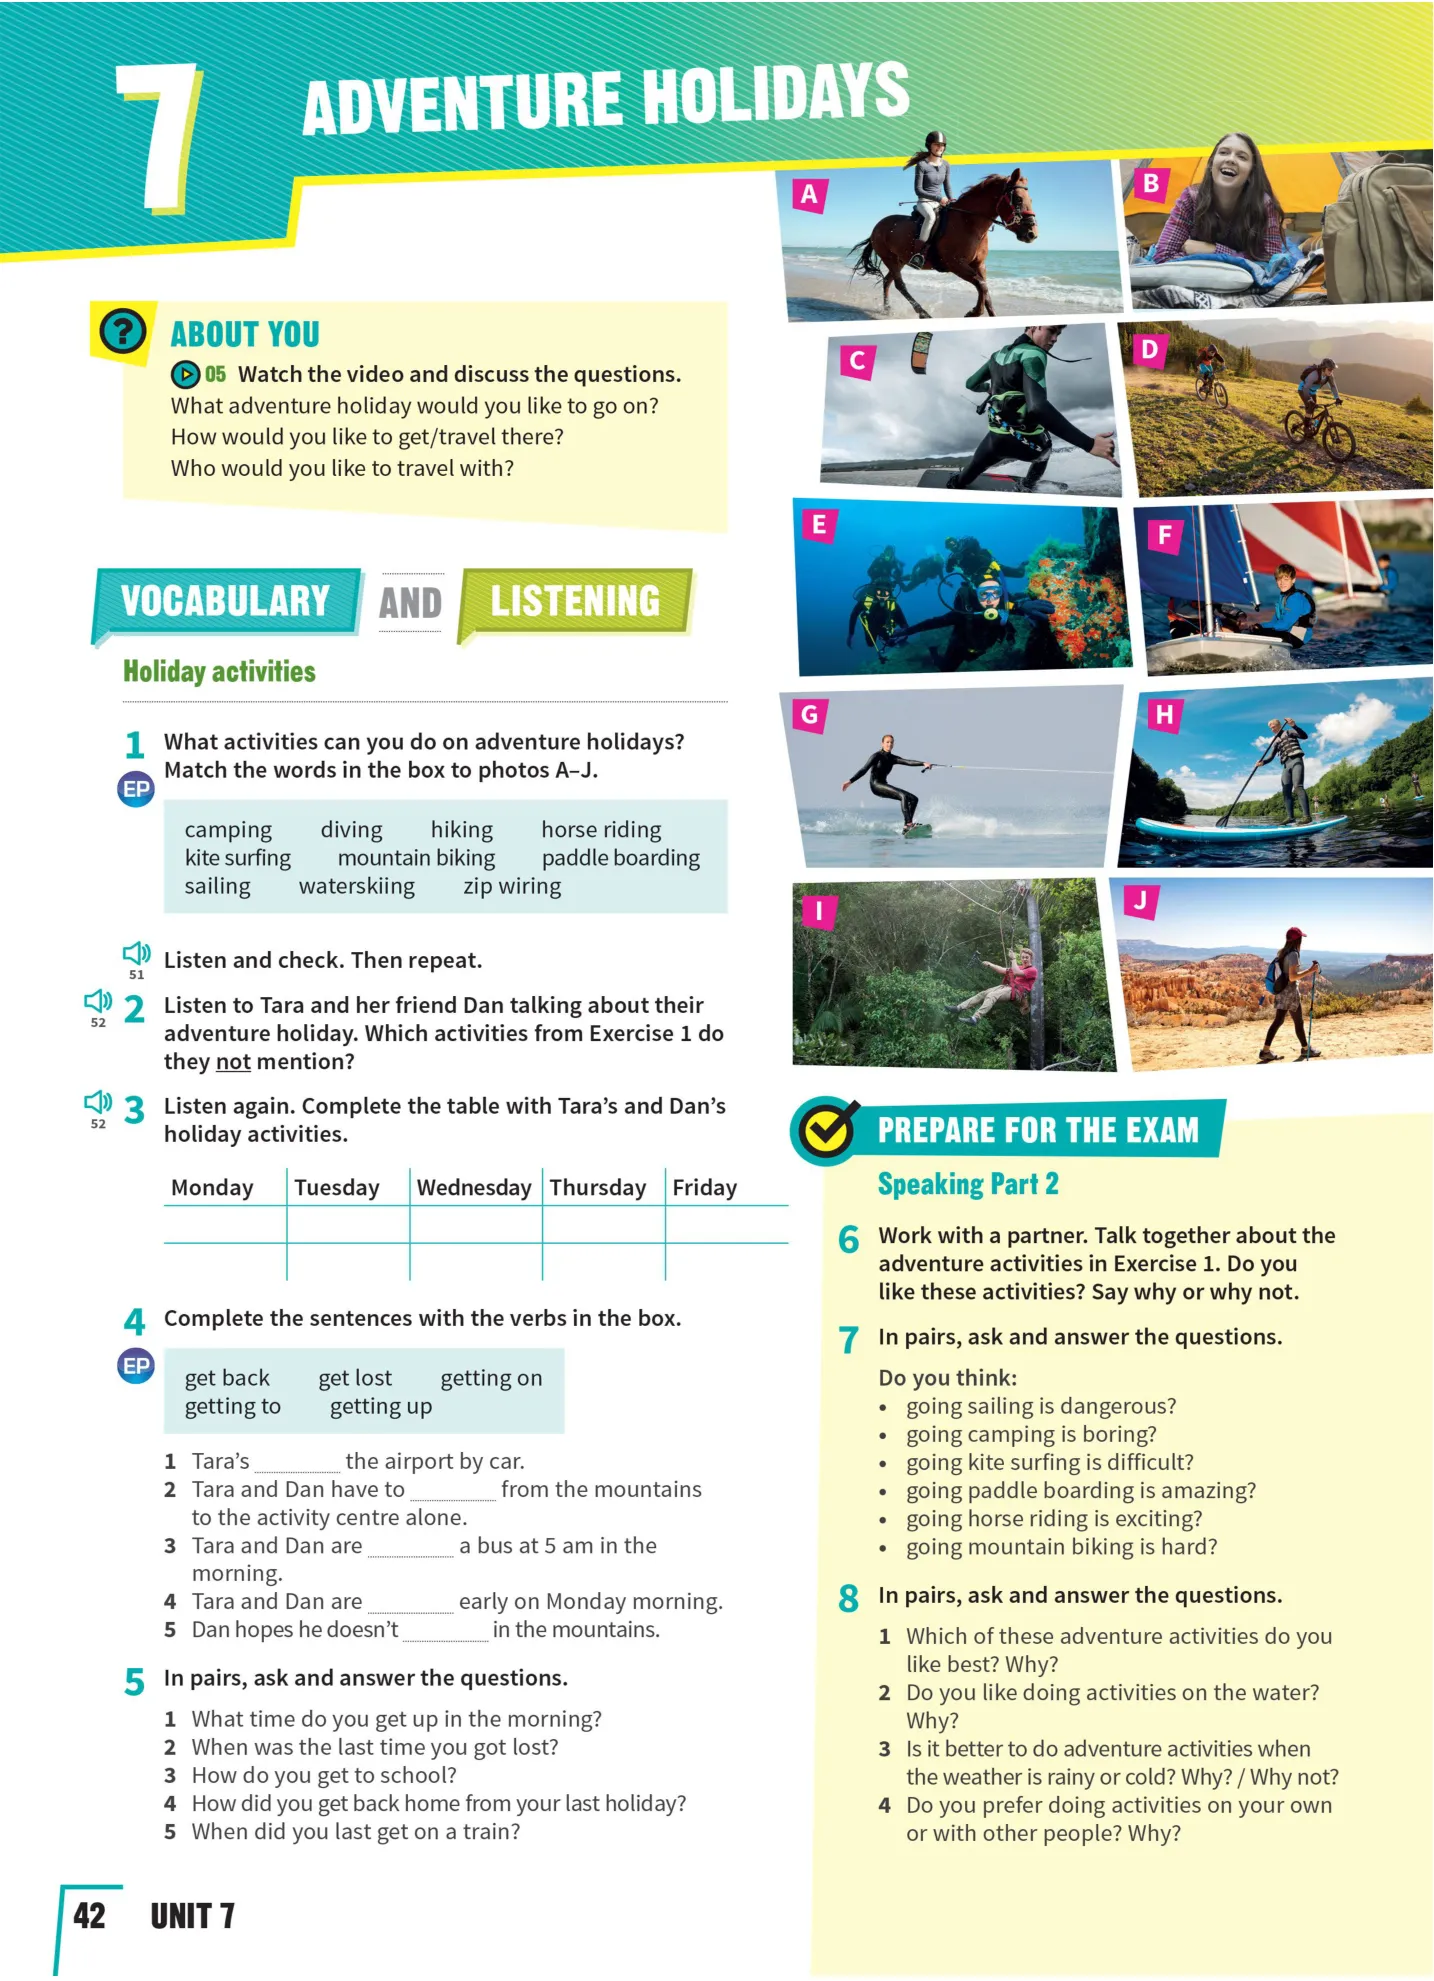 7
ADVENTURE HOLIDAYS
?
ABOUT YOU
05 Watch the video and discuss the questions.
What adventure holiday would you like to go on?
How would you like to get/travel there?
Who would you like to travel with?
VOCABULARY AND LISTENING
Holiday activities
1 What activities can you do on adventure holidays?
EP
Match the words in the box to photos A–J.
camping diving hiking horse riding
kite surfing mountain biking paddle boarding
sailing waterskiing zip wiring
51
Listen and check. Then repeat.
52
2 Listen to Tara and her friend Dan talking about their
adventure holiday. Which activities from Exercise 1 do
they not mention?
52
3 Listen again. Complete the table with Tara's and Dan's
holiday activities.
Monday Tuesday Wednesday Thursday Friday
4 Complete the sentences with the verbs in the box.
EP
get back get lost getting on
getting to getting up
1 Tara's ________ the airport by car.
2 Tara and Dan have to ________ from the mountains
to the activity centre alone.
3 Tara and Dan are ________ a bus at 5 am in the
morning.
4 Tara and Dan are ________ early on Monday morning.
5 Dan hopes he doesn't ________ in the mountains.
5 In pairs, ask and answer the questions.
1 What time do you get up in the morning?
2 When was the last time you got lost?
3 How do you get to school?
4 How did you get back home from your last holiday?
5 When did you last get on a train?
A
B
C
D
E
F
G
H
I
J
PREPARE FOR THE EXAM
Speaking Part 2
6 Work with a partner. Talk together about the
adventure activities in Exercise 1. Do you
like these activities? Say why or why not.
7 In pairs, ask and answer the questions.
Do you think:
• going sailing is dangerous?
• going camping is boring?
• going kite surfing is difficult?
• going paddle boarding is amazing?
• going horse riding is exciting?
• going mountain biking is hard?
8 In pairs, ask and answer the questions.
1 Which of these adventure activities do you
like best? Why?
2 Do you like doing activities on the water?
Why?
3 Is it better to do adventure activities when
the weather is rainy or cold? Why? / Why not?
4 Do you prefer doing activities on your own
or with other people? Why?
42 UNIT 7